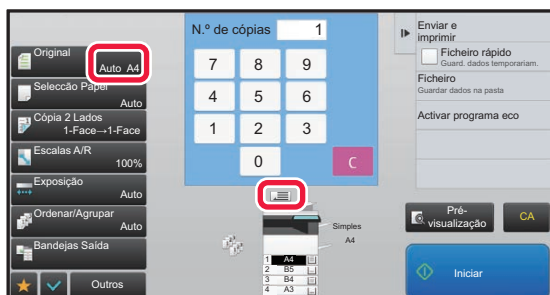 Original
Auto A4
Selecção Papel
Auto
Cópia 2 Lados
1-Face→1-Face
Escalas A/R
100%
Exposição
Auto
Ordenar/Agrupar
Auto
Bandejas Saída
Outros
N.º de cópias
1
7 8 9
4 5 6
1 2 3
0 C
Simples
A4
1 A4
2 B5
3 B4
4 A3
Enviar e
imprimir
Ficheiro rápido
Guard. dados temporariam.
Ficheiro
Guardar dados na pasta
Activar programa eco
Pré-
visualização
CA
Iniciar